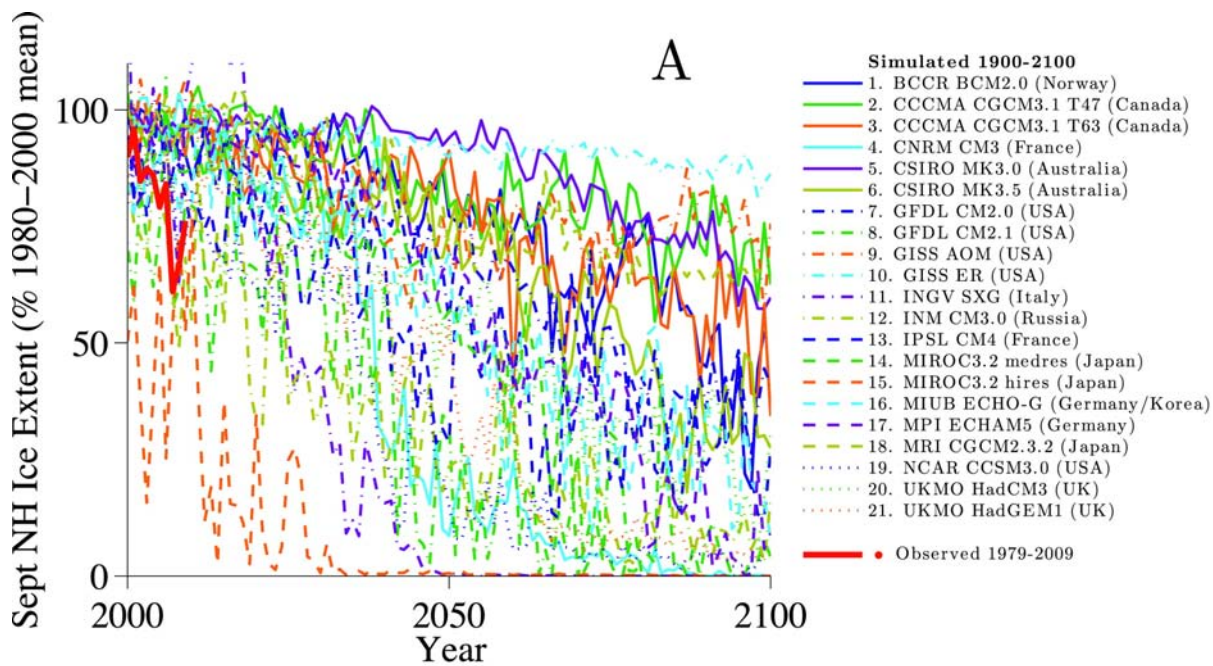 A
Sept NH Ice Extent (% 1980–2000 mean)
100
50
0
2000
2050
2100
Year
Simulated 1900-2100
1. BCCR BCM2.0 (Norway)
2. CCCMA CGCM3.1 T47 (Canada)
3. CCCMA CGCM3.1 T63 (Canada)
4. CNRM CM3 (France)
5. CSIRO MK3.0 (Australia)
6. CSIRO MK3.5 (Australia)
7. GFDL CM2.0 (USA)
8. GFDL CM2.1 (USA)
9. GISS AOM (USA)
10. GISS ER (USA)
11. INGV SXG (Italy)
12. INM CM3.0 (Russia)
13. IPSL CM4 (France)
14. MIROC3.2 medres (Japan)
15. MIROC3.2 hires (Japan)
16. MIUB ECHO-G (Germany/Korea)
17. MPI ECHAM5 (Germany)
18. MRI CGCM2.3.2 (Japan)
19. NCAR CCSM3.0 (USA)
20. UKMO HadCM3 (UK)
21. UKMO HadGEM1 (UK)
Observed 1979-2009